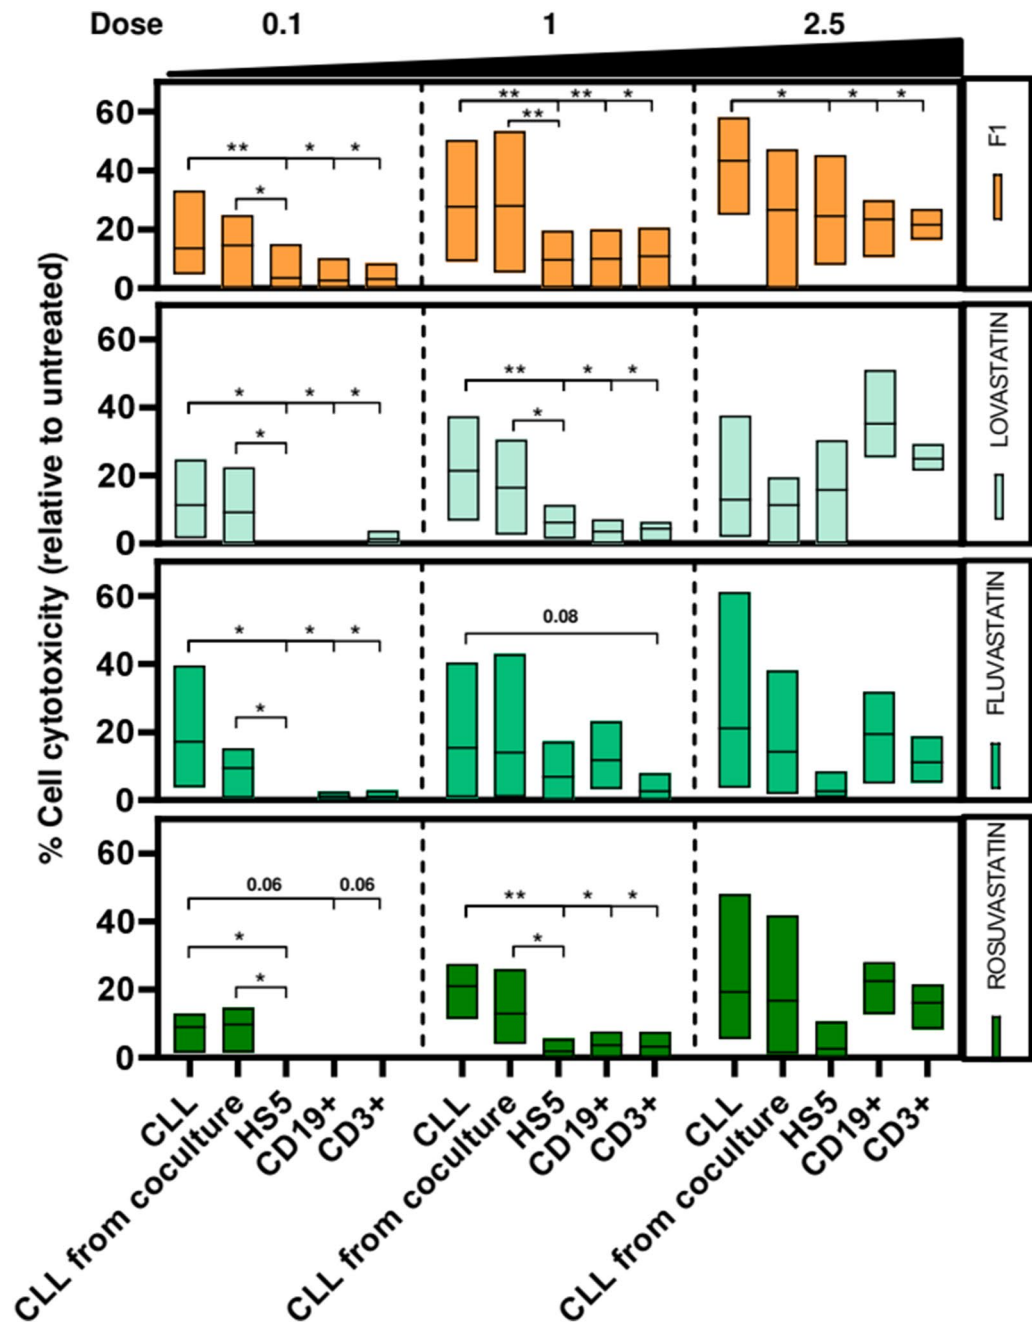 Dose 0.1 1 2.5
% Cell cytotoxicity (relative to untreated)
60
40
20
0
** * *
*
** ** *
**
* * *
F1
60
40
20
0
* * *
*
** * *
*
LOVASTATIN
60
40
20
0
* * *
*
0.08
FLUVASTATIN
60
40
20
0
0.06 0.06
*
*
** * *
*
ROSUVASTATIN
CLL
CLL from coculture
HS5
CD19+
CD3+
CLL
CLL from coculture
HS5
CD19+
CD3+
CLL
CLL from coculture
HS5
CD19+
CD3+